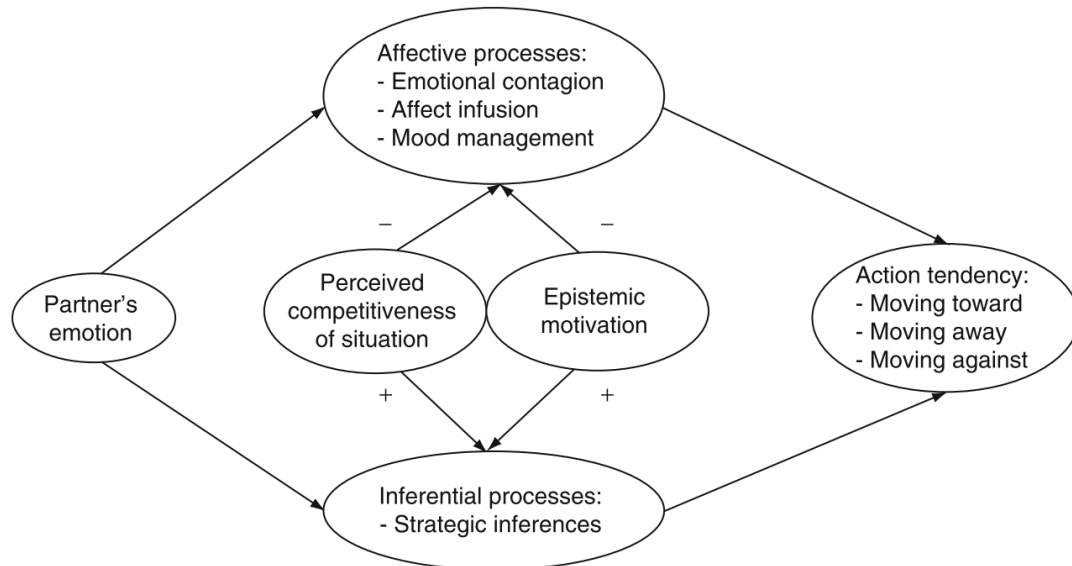 Affective processes:
- Emotional contagion
- Affect infusion
- Mood management
–
–
Partner's
emotion
Perceived
competitiveness
of situation
Epistemic
motivation
Action tendency:
- Moving toward
- Moving away
- Moving against
+
+
Inferential processes:
- Strategic inferences